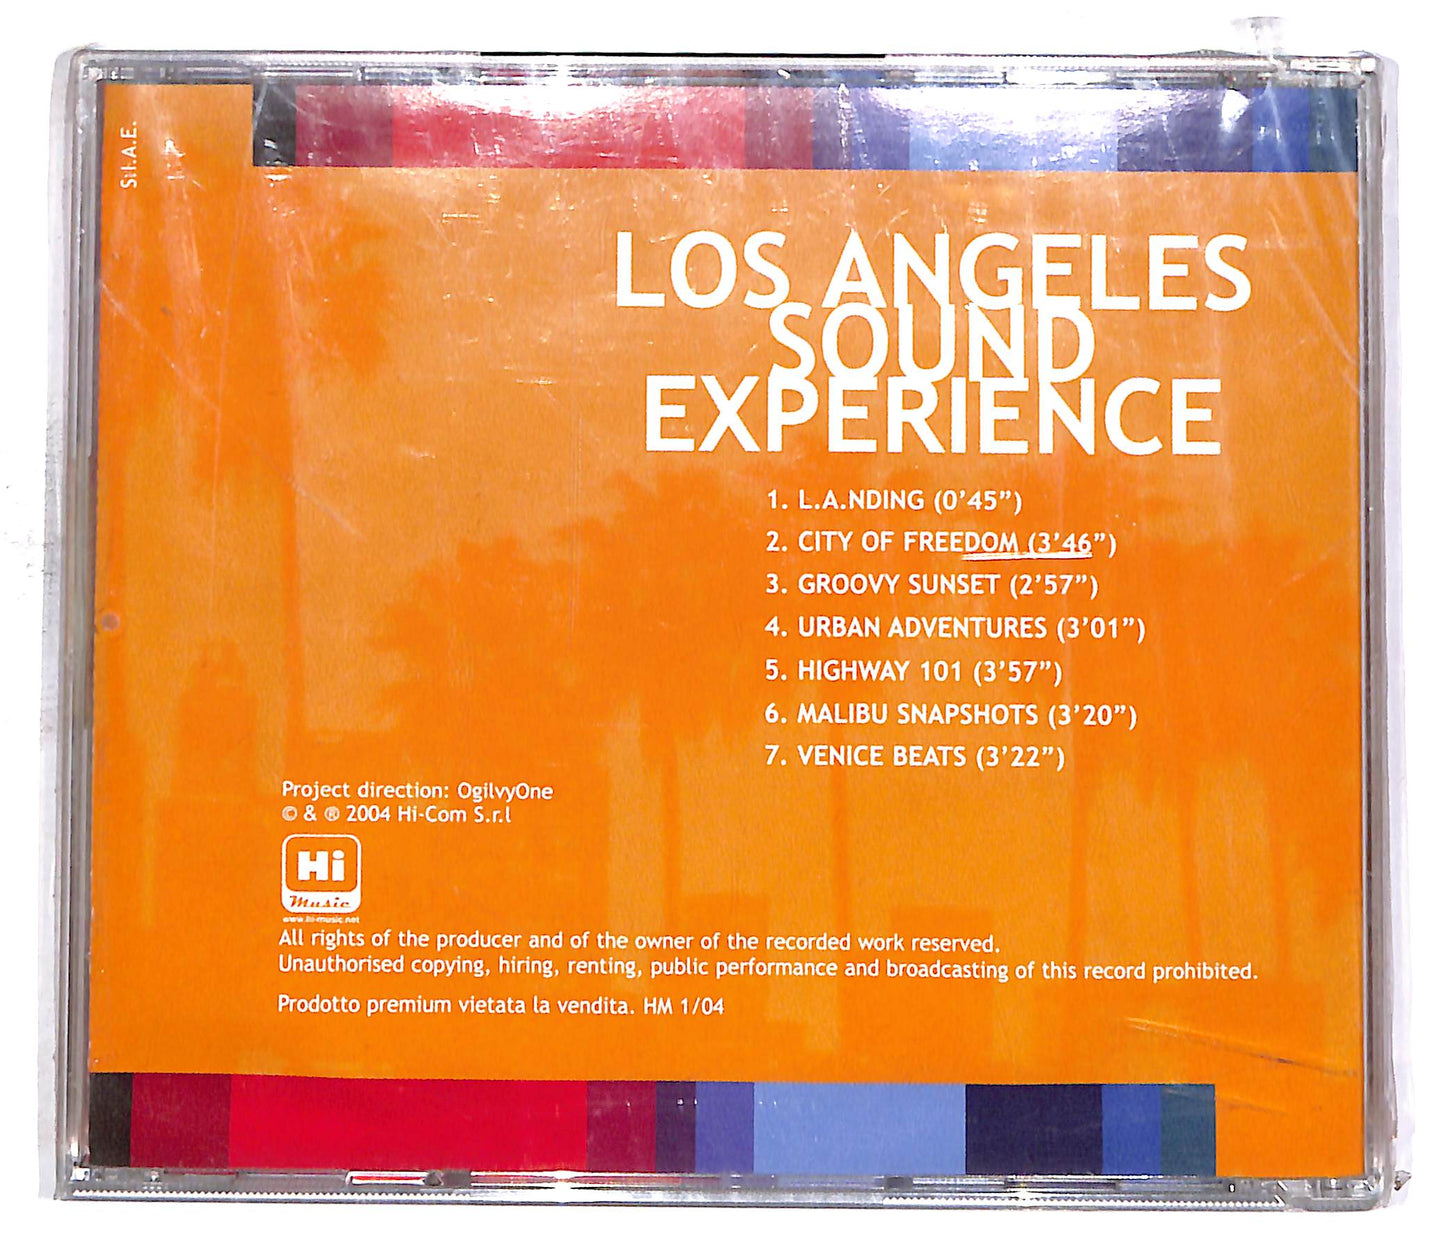 S.I.A.E.
LOS ANGELES
SOUND
EXPERIENCE
1. L.A.NDING (0'45")
2. CITY OF FREEDOM (3'46")
3. GROOVY SUNSET (2'57")
4. URBAN ADVENTURES (3'01")
5. HIGHWAY 101 (3'57")
6. MALIBU SNAPSHOTS (3'20")
7. VENICE BEATS (3'22")
Project direction: OgilvyOne
© & ® 2004 Hi-Com S.r.l
Hi
Music
www.hi-music.net
All rights of the producer and of the owner of the recorded work reserved.
Unauthorised copying, hiring, renting, public performance and broadcasting of this record prohibited.
Prodotto premium vietata la vendita. HM 1/04